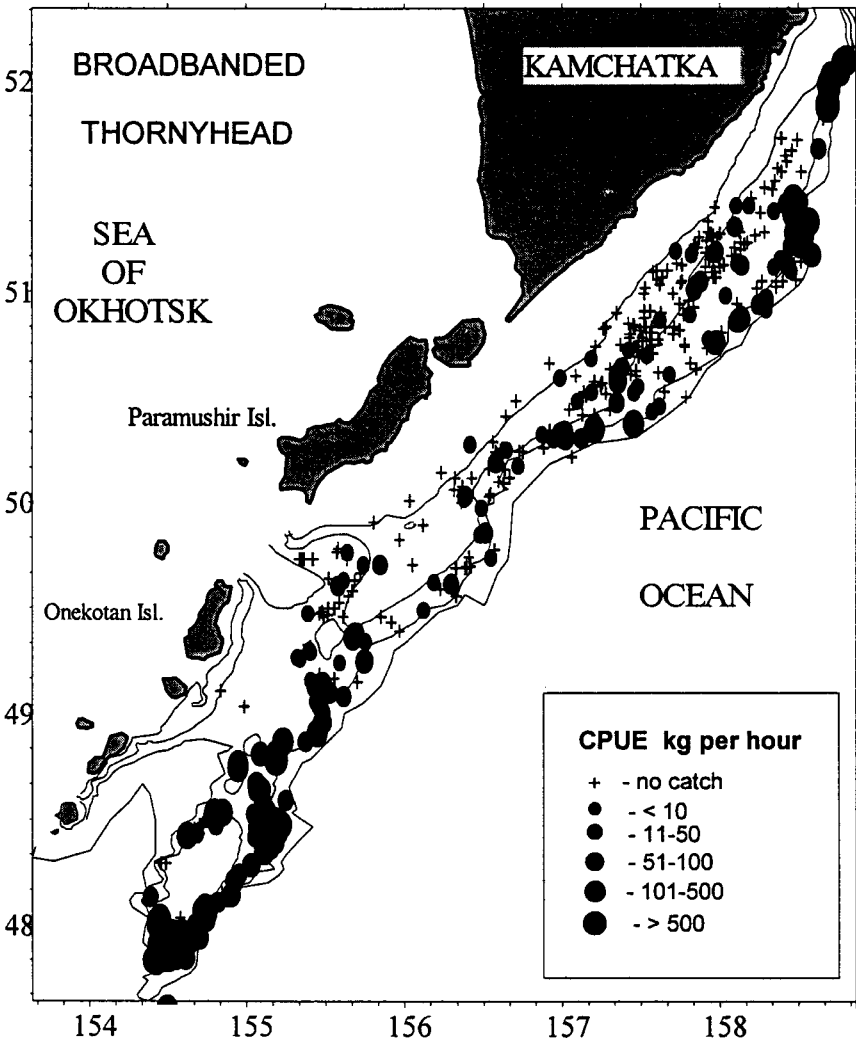 BROADBANDED
THORNYHEAD
KAMCHATKA
SEA
OF
OKHOTSK
Paramushir Isl.
Onekotan Isl.
PACIFIC
OCEAN
CPUE kg per hour
+ - no catch
- < 10
- 11-50
- 51-100
- 101-500
- > 500
52
51
50
49
48
154 155 156 157 158